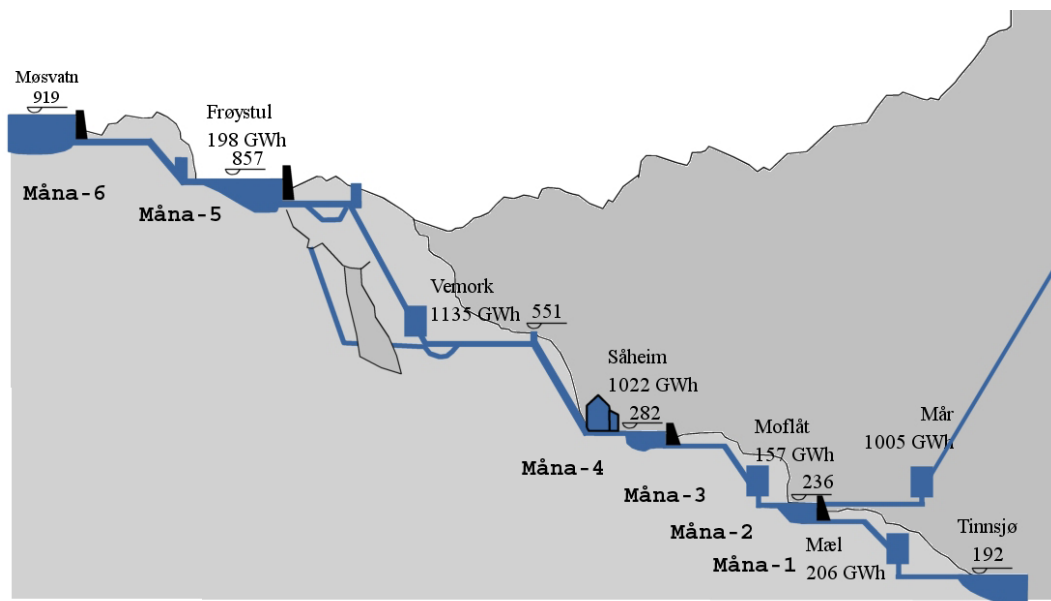 Møsvatn
919
Frøystul
198 GWh
857
Måna-6
Måna-5
Vemork
1135 GWh
551
Såheim
1022 GWh
282
Moflåt
157 GWh
Mår
1005 GWh
Måna-4
Måna-3
236
Måna-2
Måna-1
Mæl
206 GWh
Tinnsjø
192